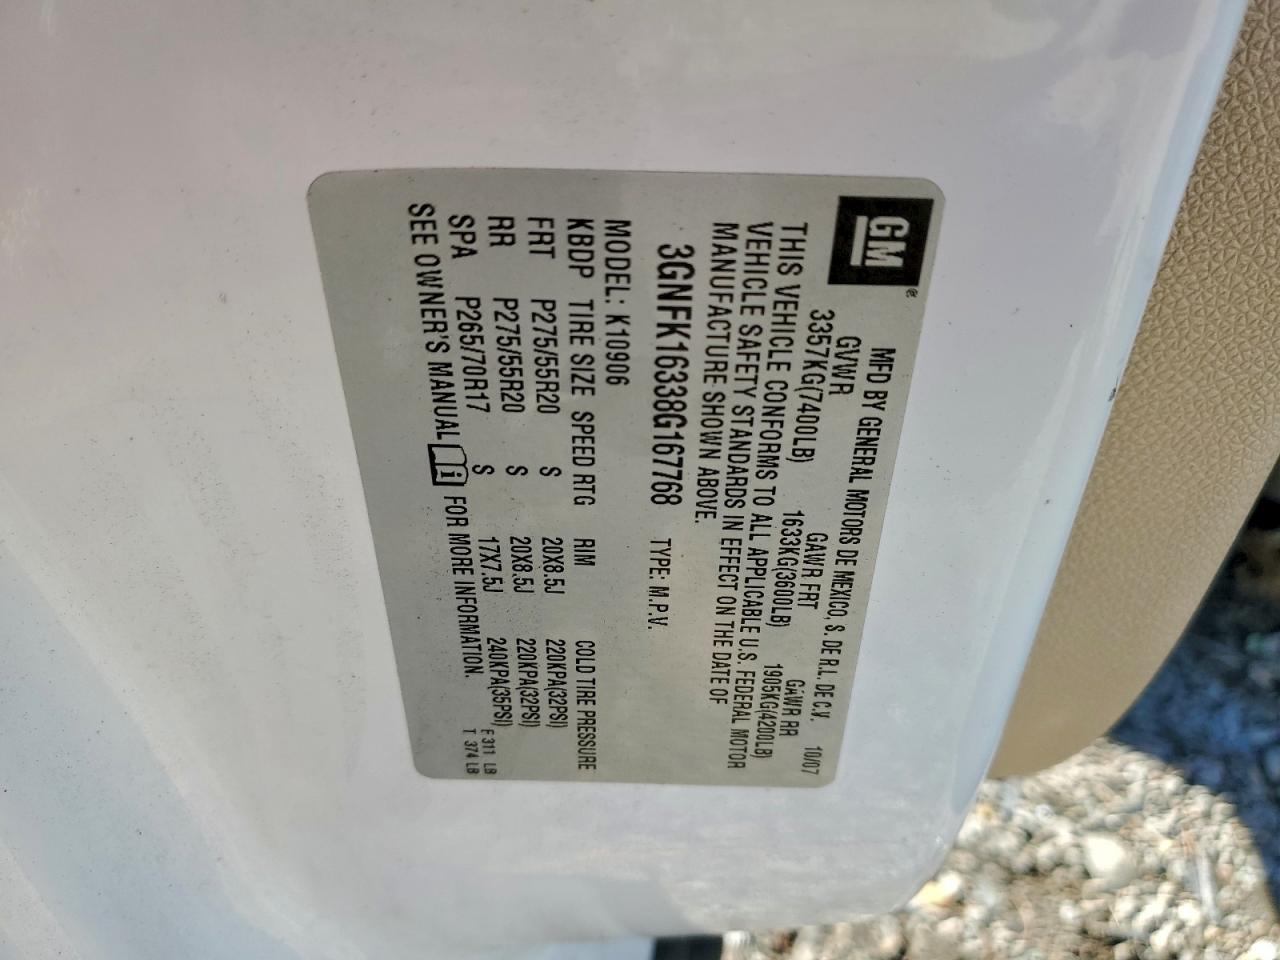 GM®
MFD BY GENERAL MOTORS DE MEXICO, S. DE R.L. DE C.V. 10/07
GVWR GAWR FRT GAWR RR
3357KG(7400LB) 1633KG(3600LB) 1905KG(4200LB)
THIS VEHICLE CONFORMS TO ALL APPLICABLE U.S. FEDERAL MOTOR
VEHICLE SAFETY STANDARDS IN EFFECT ON THE DATE OF
MANUFACTURE SHOWN ABOVE.
3GNFK16338G167768 TYPE: M.P.V.
MODEL: K10906
KBDP TIRE SIZE SPEED RTG RIM COLD TIRE PRESSURE
FRT P275/55R20 S 20X8.5J 220KPA(32PSI)
RR P275/55R20 S 20X8.5J 220KPA(32PSI)
SPA P265/70R17 S 17X7.5J 240KPA(35PSI) F 311 LB
SEE OWNER'S MANUAL i FOR MORE INFORMATION. T 374 LB